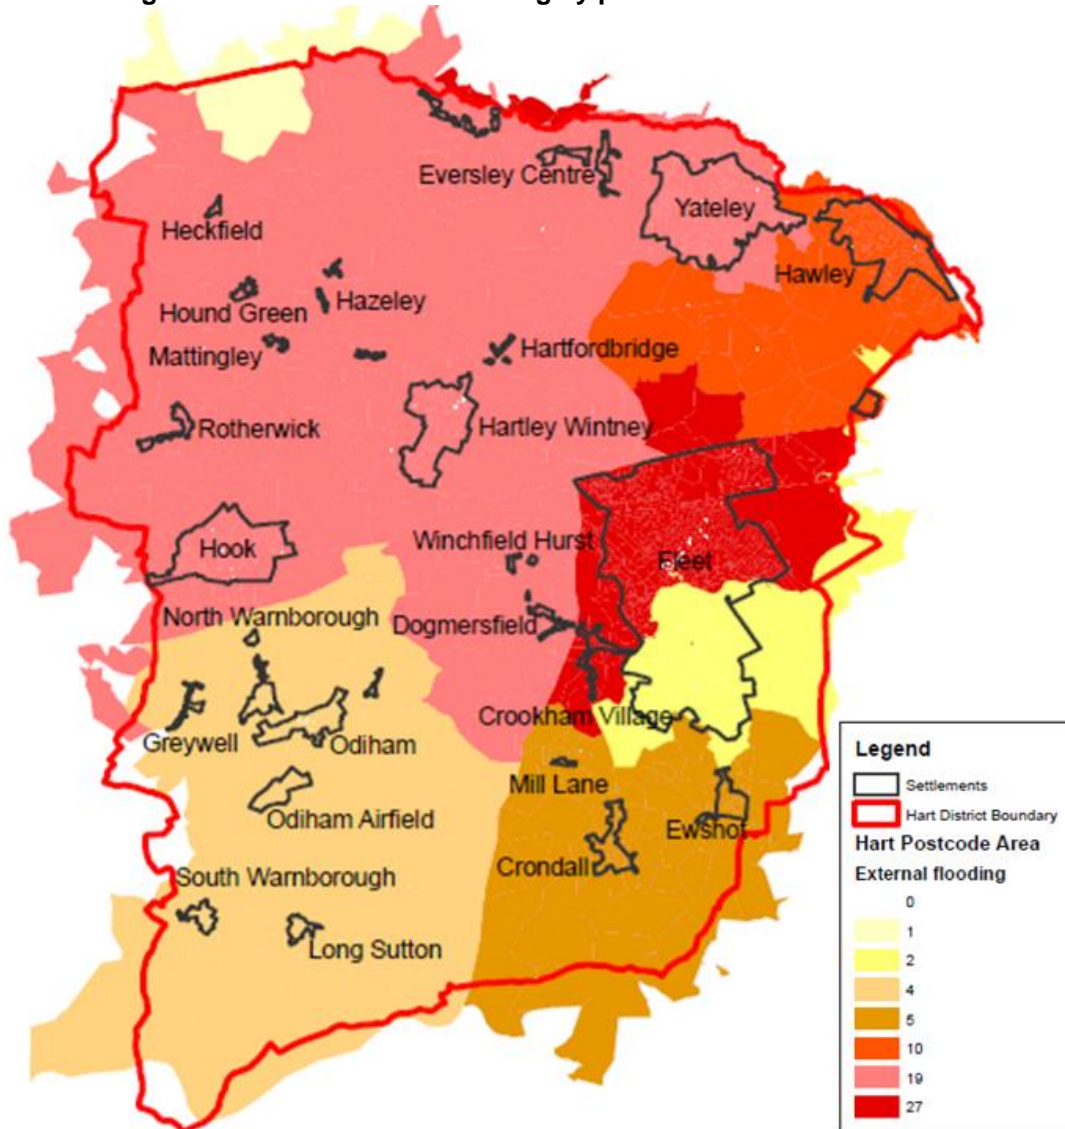 Eversley Centre
Yateley
Heckfield
Hawley
Hound Green
Hazeley
Mattingley
Hartfordbridge
Rotherwick
Hartley Wintney
Hook
Winchfield Hurst
Fleet
North Warnborough
Dogmersfield
Crookham Village
Greywell
Odiham
Mill Lane
Odiham Airfield
Ewshot
Crondall
South Warnborough
Long Sutton
Legend
Settlements
Hart District Boundary
Hart Postcode Area
External flooding
0
1
2
4
5
10
19
27